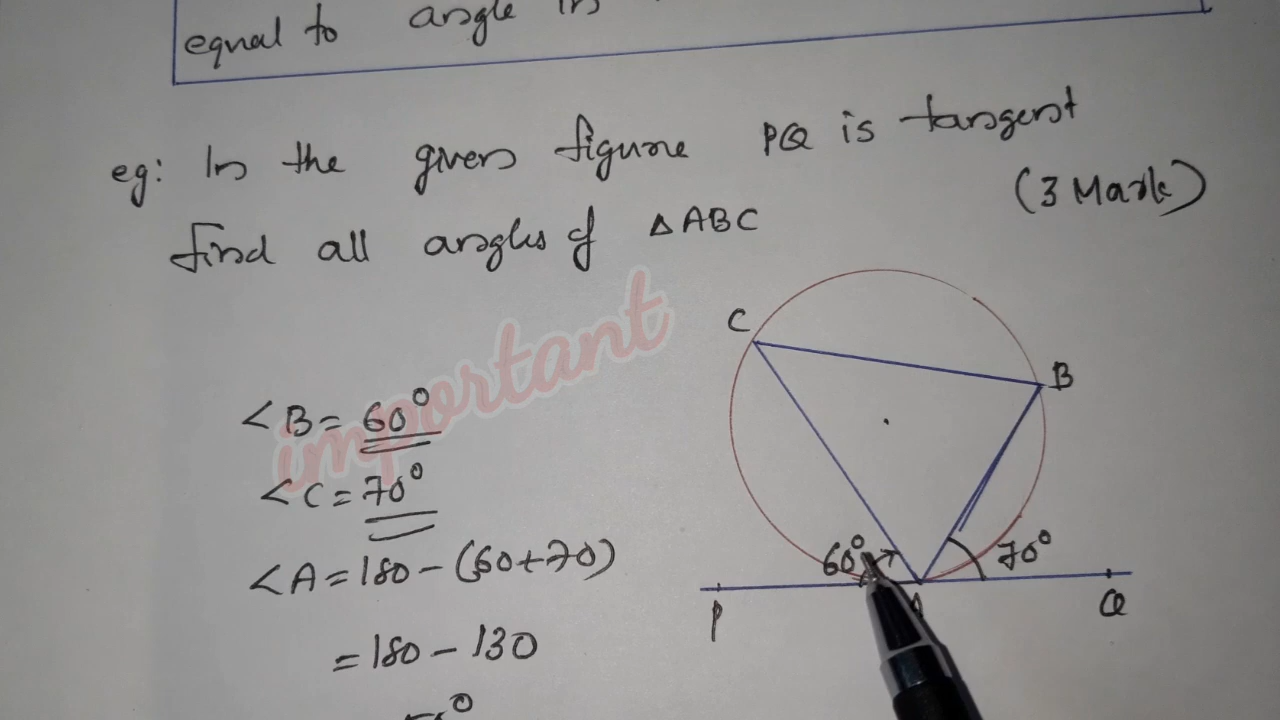 equal to angle in
eg: In the given figure PQ is tangent
(3 Mark)
Find all angles of △ABC
important
C
B
<B = 60°
<C = 70°
<A = 180 - (60+70)
= 180 - 130
60°
70°
P
A
Q